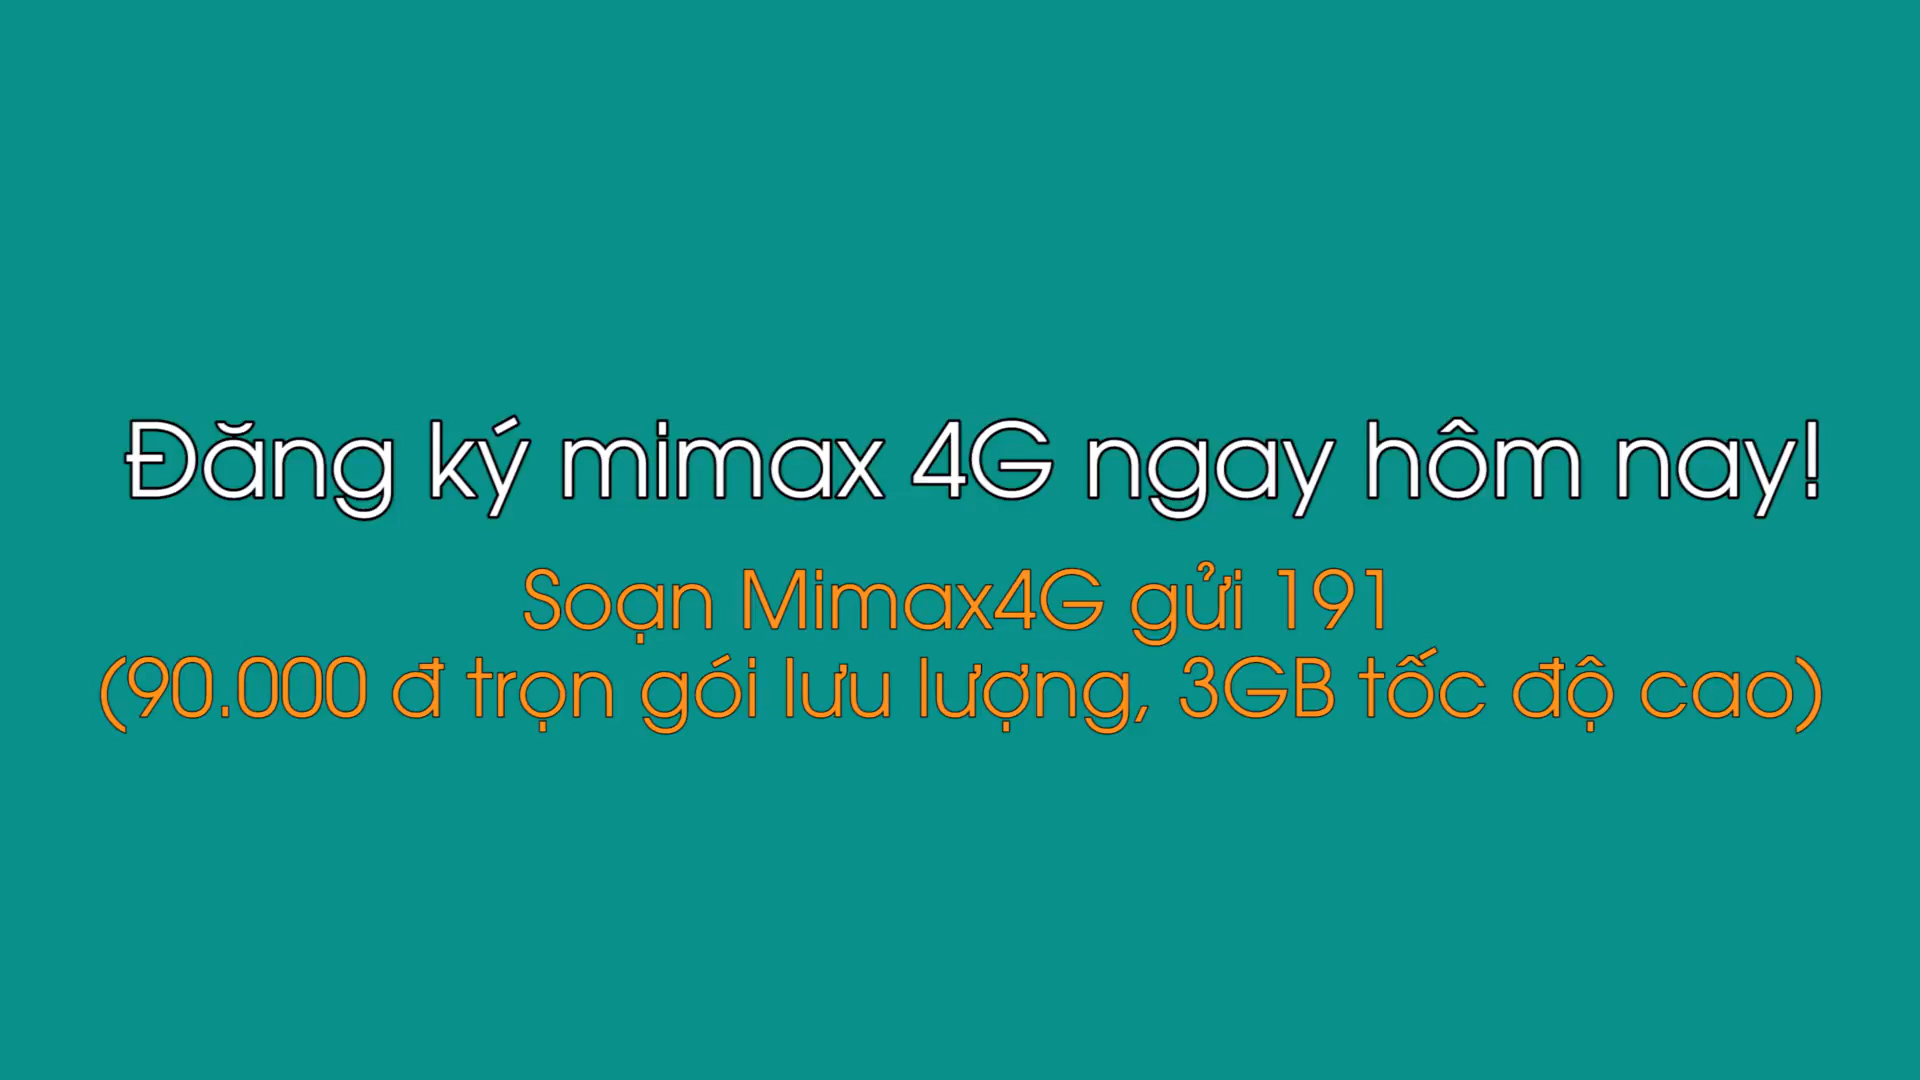 Đăng ký mimax 4G ngay hôm nay!
Soạn Mimax4G gửi 191
(90.000 đ trọn gói lưu lượng, 3GB tốc độ cao)